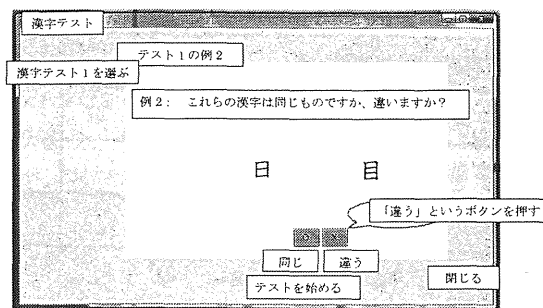 漢字テスト
テスト1の例2
漢字テスト1を選ぶ
例2： これらの漢字は同じものですか、違いますか？
日 目
「違う」というボタンを押す
同じ 違う
テストを始める
閉じる